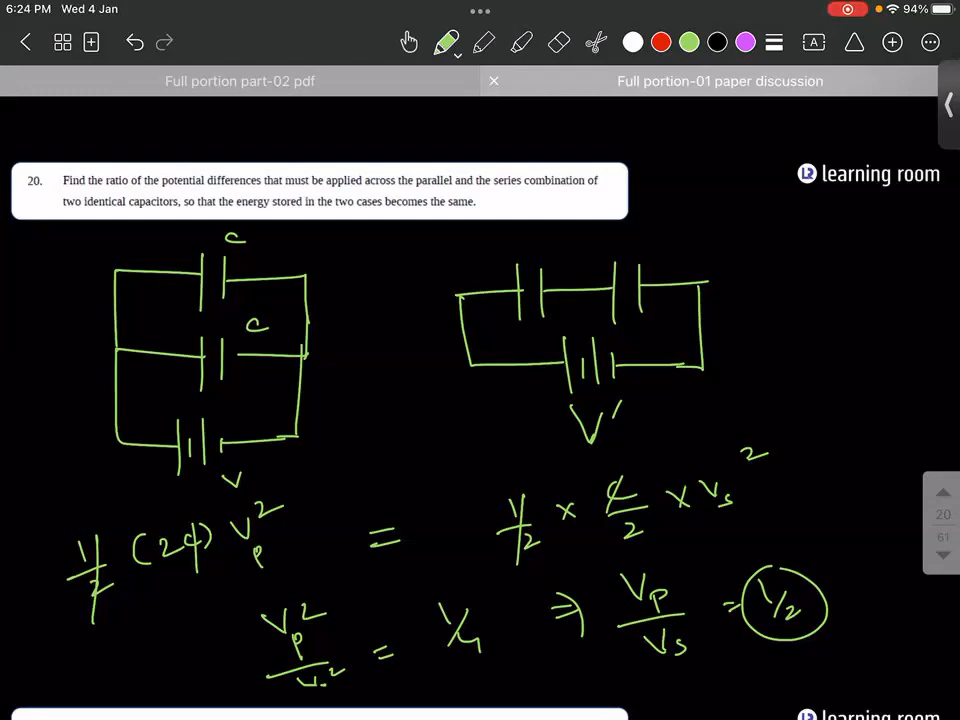 6:24 PM Wed 4 Jan
94%
A
Full portion part-02 pdf
Full portion-01 paper discussion
20. Find the ratio of the potential differences that must be applied across the parallel and the series combination of
two identical capacitors, so that the energy stored in the two cases becomes the same.
LR learning room
C
C
V
V'
1/2 (2C) Vp² = 1/2 × C/2 × Vs²
Vp²/Vs² = 1/4 ⇒ Vp/Vs = 1/2
20
61
LR learning room